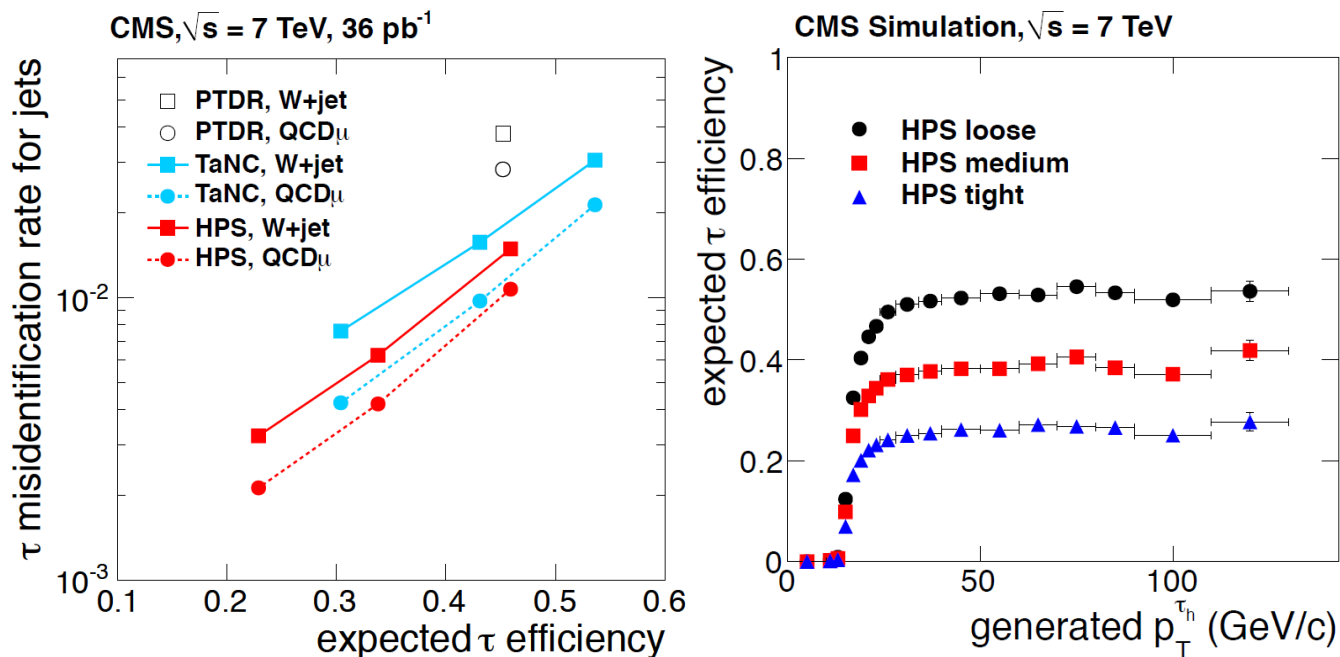 CMS, √s = 7 TeV, 36 pb⁻¹
τ misidentification rate for jets
PTDR, W+jet
PTDR, QCDμ
TaNC, W+jet
TaNC, QCDμ
HPS, W+jet
HPS, QCDμ
10⁻²
10⁻³
0.1 0.2 0.3 0.4 0.5 0.6
expected τ efficiency
CMS Simulation, √s = 7 TeV
expected τ efficiency
1
0.8
0.6
0.4
0.2
0
HPS loose
HPS medium
HPS tight
0 50 100
generated p_T^{τ_h} (GeV/c)